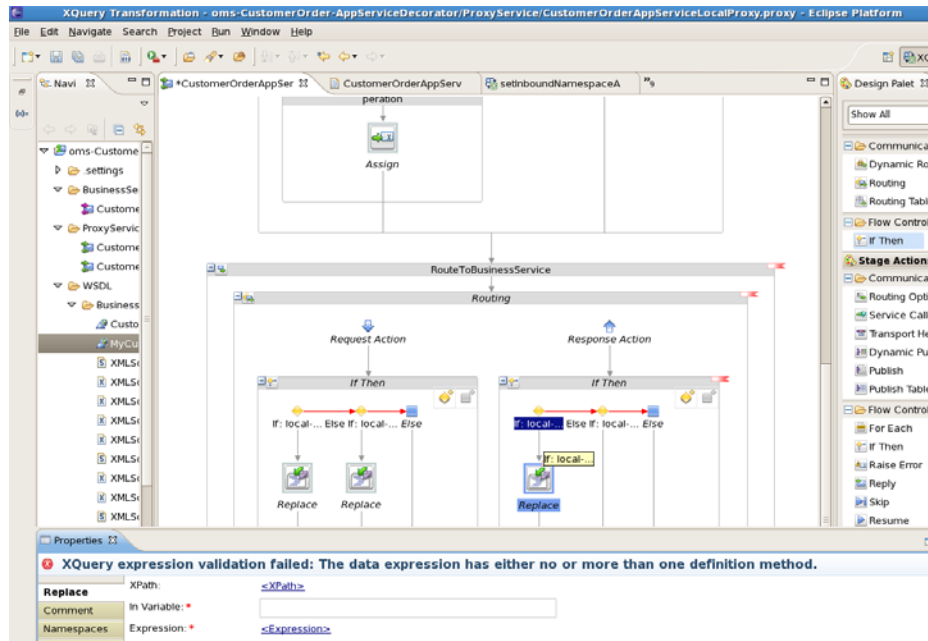 XQuery Transformation - oms-CustomerOrder-AppServiceDecorator/ProxyService/CustomerOrderAppServiceLocalProxy.proxy - Eclipse Platform
File Edit Navigate Search Project Run Window Help
Navi
*CustomerOrderAppSer
CustomerOrderAppServ
setInboundNamespaceA
"9
Design Palet
Show All
oms-Custome
.settings
BusinessSe
Custome
ProxyServic
Custome
Custome
WSDL
Business
Custo
MyCu
XMLS
XMLS
XMLS
XMLS
XMLS
XMLS
XMLS
XMLS
XMLS
peration
Assign
RouteToBusinessService
Routing
Request Action
Response Action
If Then
If Then
If: local-... Else If: local-... Else
If: local-... Else If: local-... Else
If: local-...
Replace
Replace
Replace
Communica
Dynamic Ro
Routing
Routing Tabl
Flow Control
If Then
Stage Action
Communica
Routing Opti
Service Call
Transport He
Dynamic Pu
Publish
Publish Table
Flow Control
For Each
If Then
Raise Error
Reply
Skip
Resume
Properties
XQuery expression validation failed: The data expression has either no or more than one definition method.
Replace
Comment
Namespaces
XPath: <XPath>
In Variable: *
Expression: * <Expression>